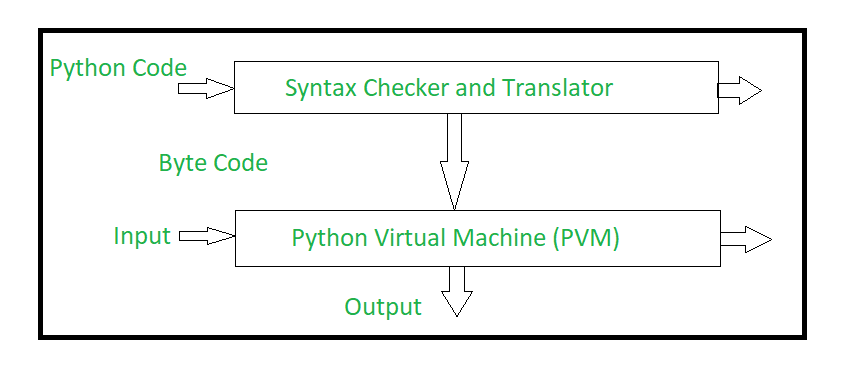 Python Code
Syntax Checker and Translator
Byte Code
Input
Python Virtual Machine (PVM)
Output